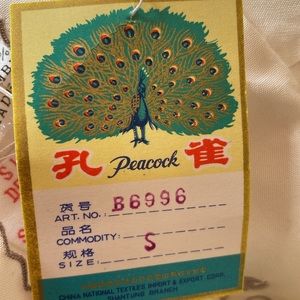 孔 Peacock 雀
货号
ART. NO.: B6996
品名
COMMODITY: S
规格
SIZE:
CHINA NATIONAL TEXTILES IMPORT & EXPORT CORP.
SHANTUNG BRANCH